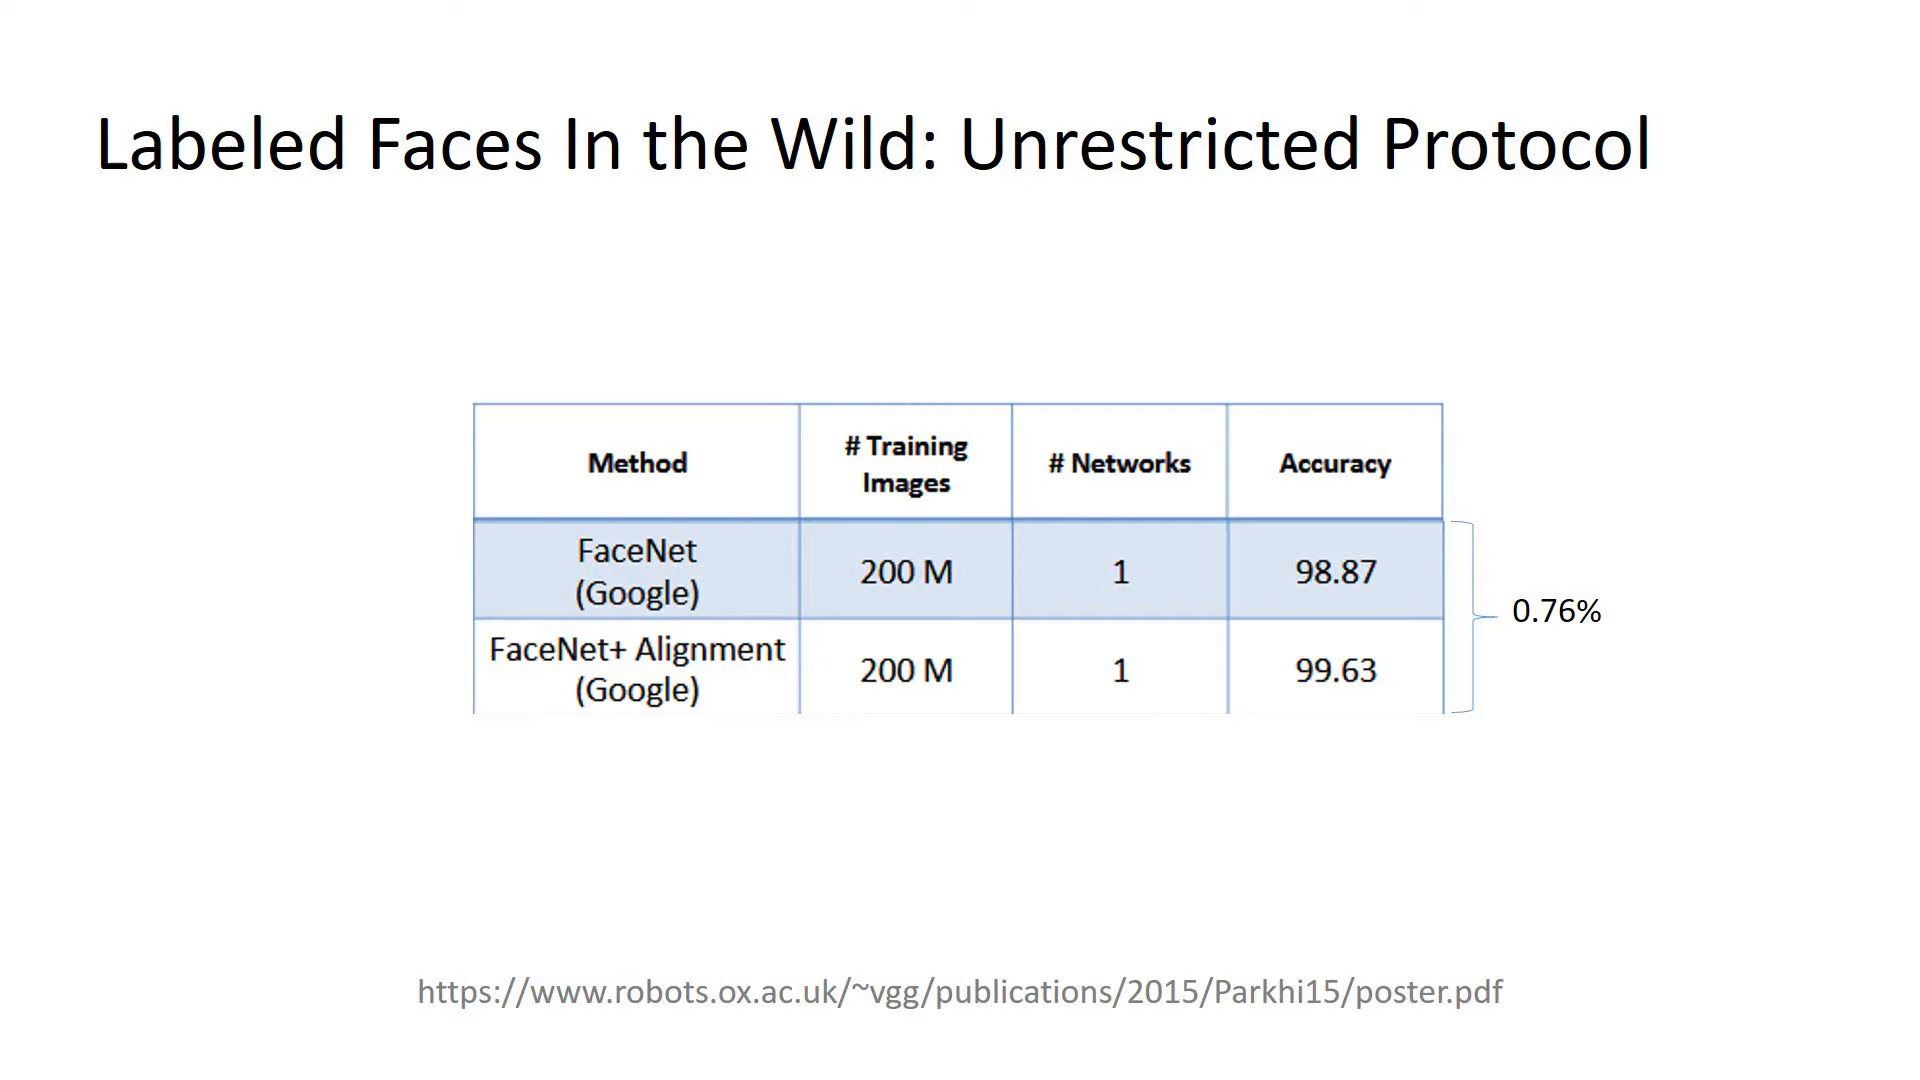 Labeled Faces In the Wild: Unrestricted Protocol
Method
# Training
Images
# Networks
Accuracy
FaceNet
(Google)
200 M
1
98.87
FaceNet+ Alignment
(Google)
200 M
1
99.63
0.76%
https://www.robots.ox.ac.uk/~vgg/publications/2015/Parkhi15/poster.pdf